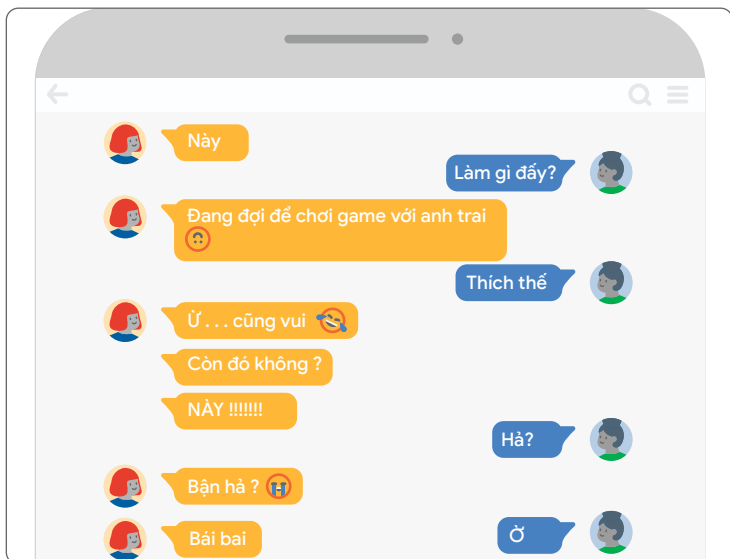 Này
Làm gì đấy?
Đang đợi để chơi game với anh trai
Thích thế
Ừ . . . cũng vui
Còn đó không ?
NÀY !!!!!!!
Hả?
Bận hả ?
Ờ
Bái bai